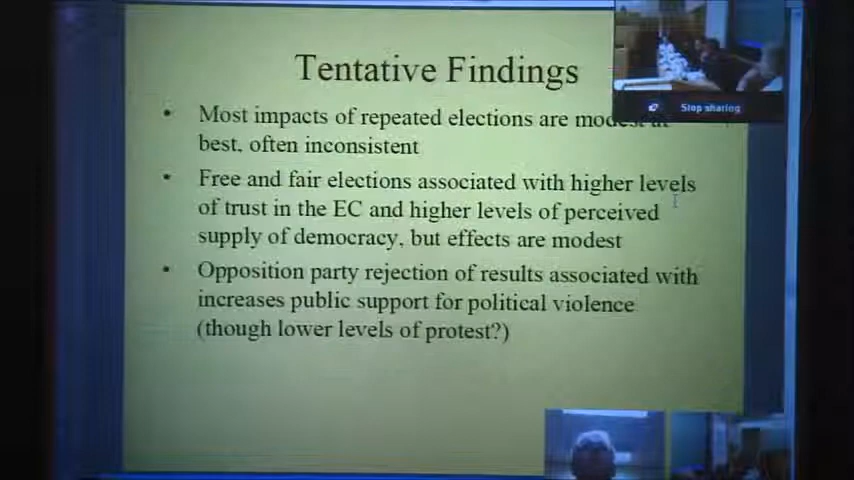 Tentative Findings
Stop sharing
• Most impacts of repeated elections are modest at
best, often inconsistent
• Free and fair elections associated with higher levels
of trust in the EC and higher levels of perceived
supply of democracy, but effects are modest
• Opposition party rejection of results associated with
increases public support for political violence
(though lower levels of protest?)